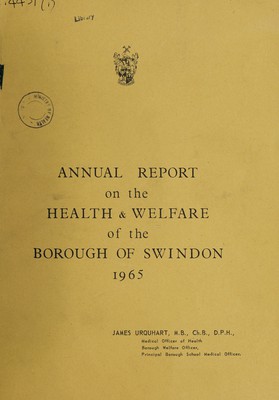 ANNUAL REPORT
on the
HEALTH & WELFARE
of the
BOROUGH OF SWINDON
1965
JAMES URQUHART, M.B., Ch.B., D.P.H.,
Medical Officer of Health
Borough Welfare Officer,
Principal Borough School Medical Officer.